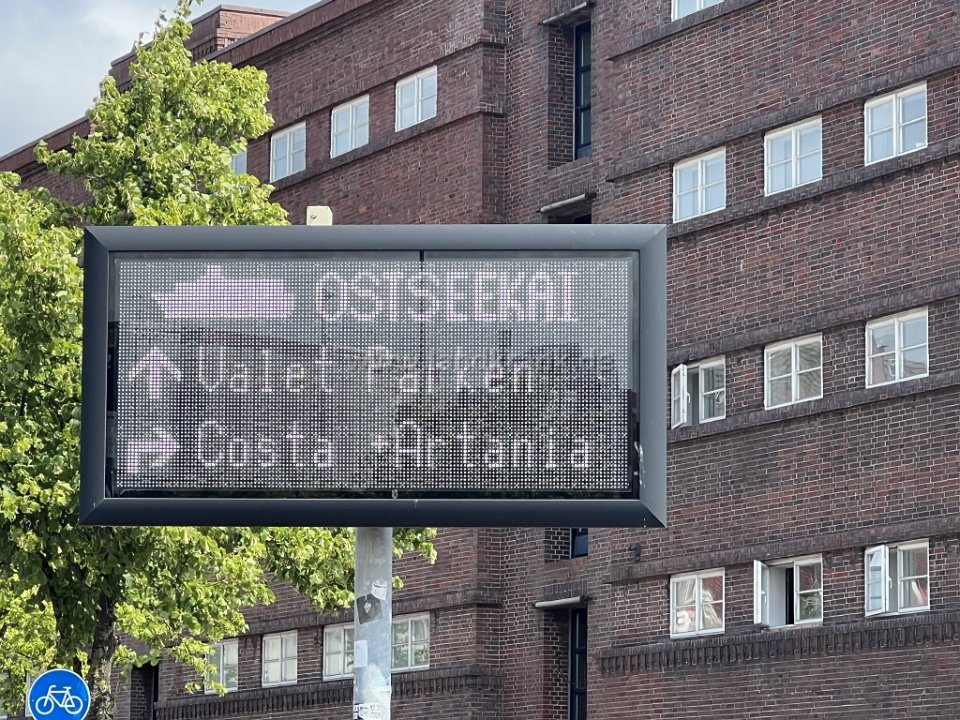 OSTSEEKAI
Valet Parken
Costa +Artania